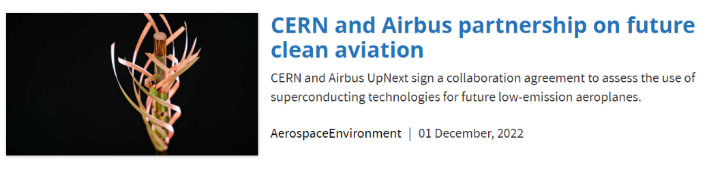 CERN and Airbus partnership on future
clean aviation
CERN and Airbus UpNext sign a collaboration agreement to assess the use of
superconducting technologies for future low-emission aeroplanes.
AerospaceEnvironment | 01 December, 2022